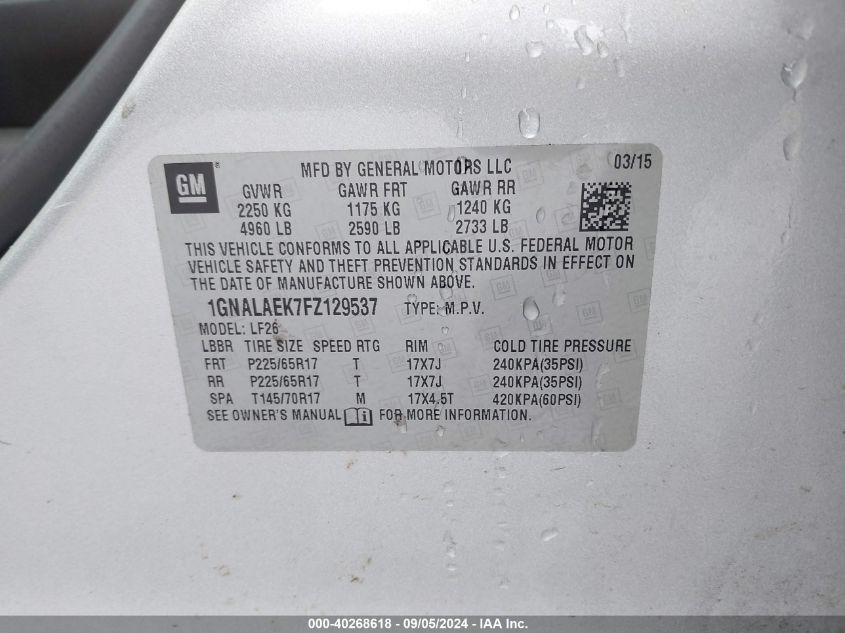 GM
MFD BY GENERAL MOTORS LLC 03/15
GVWR GAWR FRT GAWR RR
2250 KG 1175 KG 1240 KG
4960 LB 2590 LB 2733 LB
THIS VEHICLE CONFORMS TO ALL APPLICABLE U.S. FEDERAL MOTOR
VEHICLE SAFETY AND THEFT PREVENTION STANDARDS IN EFFECT ON
THE DATE OF MANUFACTURE SHOWN ABOVE.
1GNALAEK7FZ129537 TYPE: M.P.V.
MODEL: LF26
LBBR TIRE SIZE SPEED RTG RIM COLD TIRE PRESSURE
FRT P225/65R17 T 17X7J 240KPA(35PSI)
RR P225/65R17 T 17X7J 240KPA(35PSI)
SPA T145/70R17 M 17X4.5T 420KPA(60PSI)
SEE OWNER'S MANUAL FOR MORE INFORMATION.
000-40268618 - 09/05/2024 - IAA Inc.